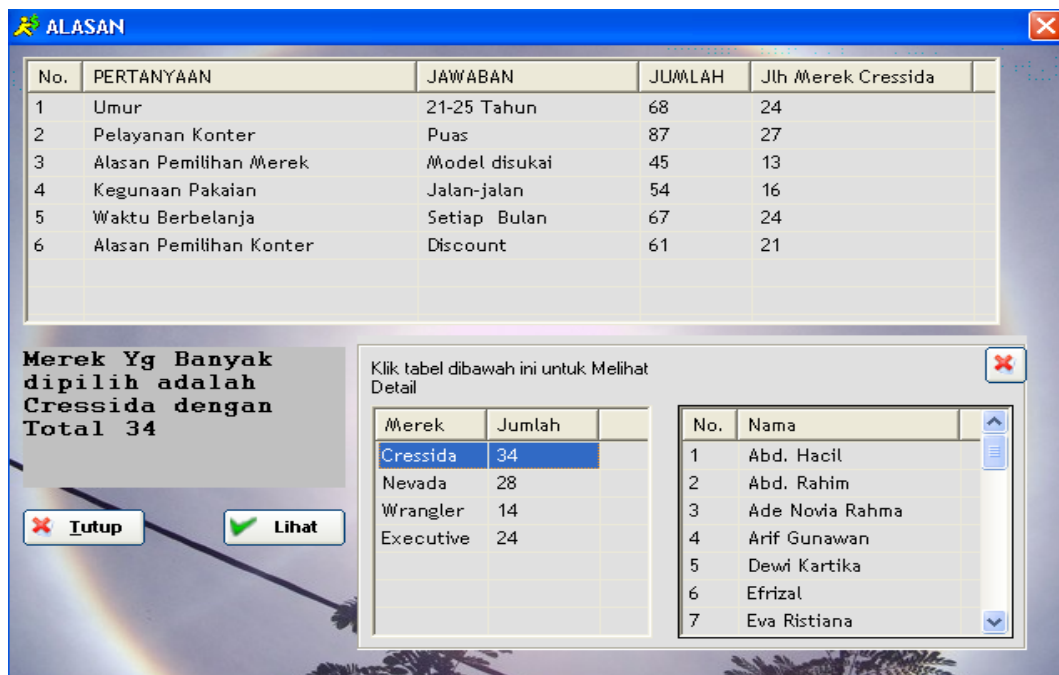 ALASAN
No. PERTANYAAN JAWABAN JUMLAH Jlh Merek Cressida
1 Umur 21-25 Tahun 68 24
2 Pelayanan Konter Puas 87 27
3 Alasan Pemilihan Merek Model disukai 45 13
4 Kegunaan Pakaian Jalan-jalan 54 16
5 Waktu Berbelanja Setiap Bulan 67 24
6 Alasan Pemilihan Konter Discount 61 21
Merek Yg Banyak
dipilih adalah
Cressida dengan
Total 34
Tutup Lihat
Klik tabel dibawah ini untuk Melihat
Detail
Merek Jumlah
Cressida 34
Nevada 28
Wrangler 14
Executive 24
No. Nama
1 Abd. Hacil
2 Abd. Rahim
3 Ade Novia Rahma
4 Arif Gunawan
5 Dewi Kartika
6 Efrizal
7 Eva Ristiana